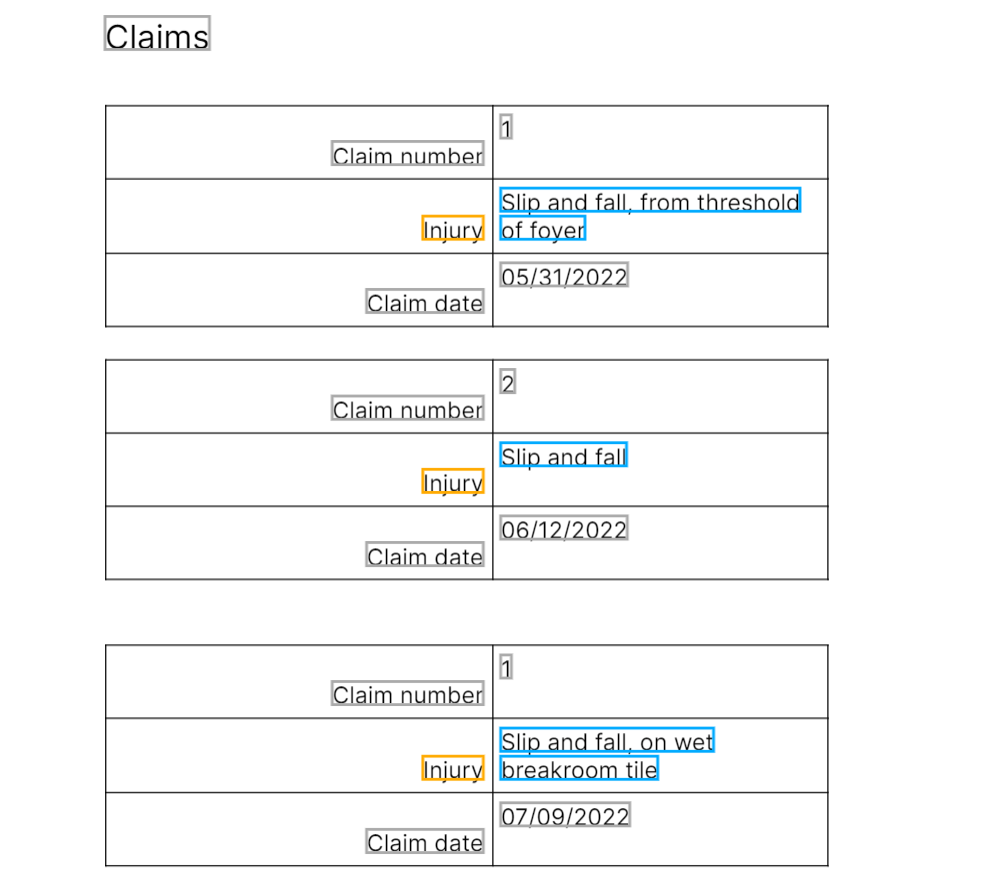 Claims
1
Claim number
Slip and fall, from threshold
Injury
of foyer
05/31/2022
Claim date
2
Claim number
Slip and fall
Injury
06/12/2022
Claim date
1
Claim number
Slip and fall, on wet
Injury
breakroom tile
07/09/2022
Claim date